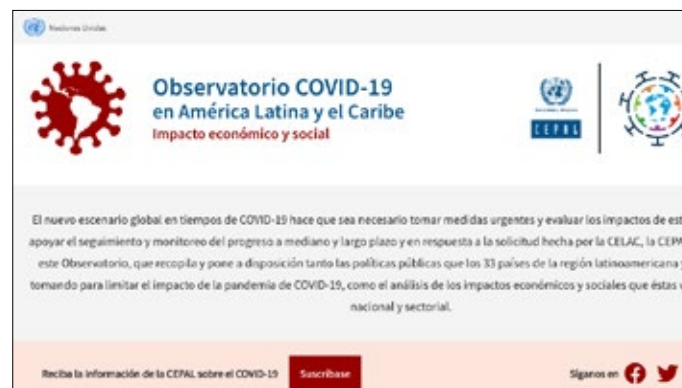 Naciones Unidas
Observatorio COVID-19
en América Latina y el Caribe
Impacto económico y social
CEPAL
El nuevo escenario global en tiempos de COVID-19 hace que sea necesario tomar medidas urgentes y evaluar los impactos de est
apoyar el seguimiento y monitoreo del progreso a mediano y largo plazo y en respuesta a la solicitud hecha por la CELAC, la CEPA
este Observatorio, que recopila y pone a disposición tanto las políticas públicas que los 33 países de la región latinoamericana y
tomando para limitar el impacto de la pandemia de COVID-19, como el análisis de los impactos económicos y sociales que éstas
nacional y sectorial.
Reciba la información de la CEPAL sobre el COVID-19 Suscríbase Síganos en